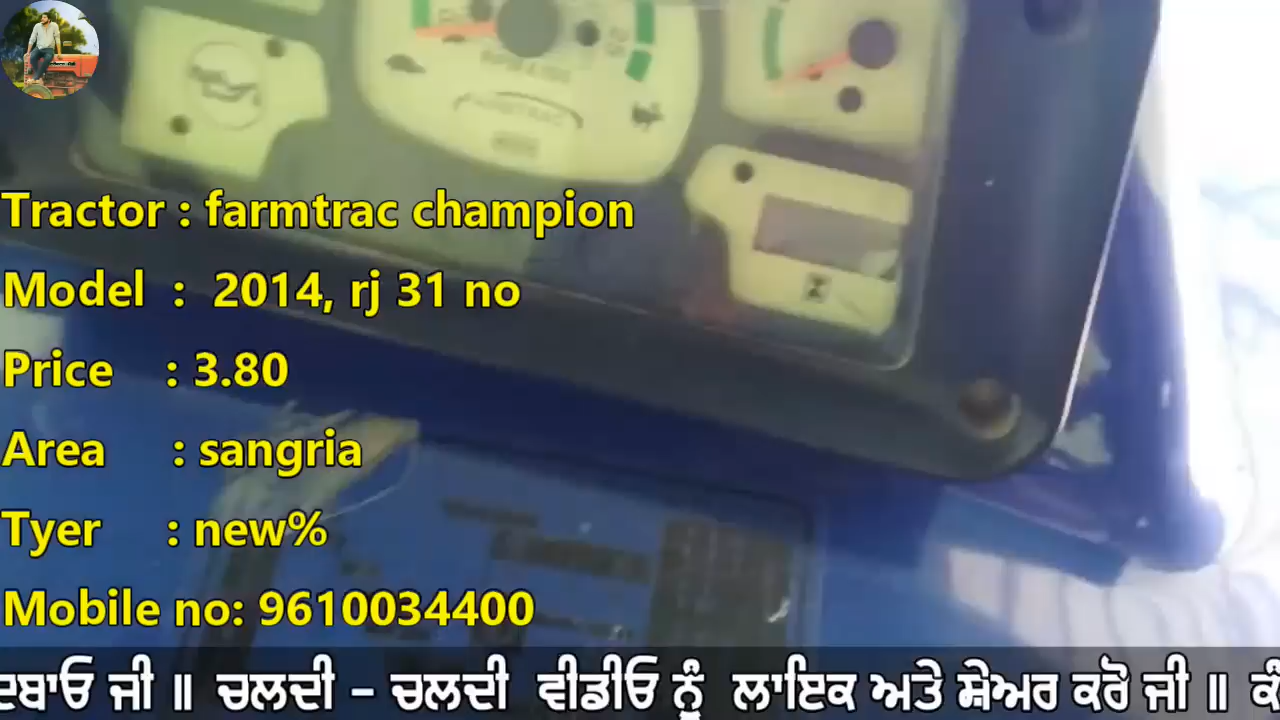 Tractor : farmtrac champion
Model : 2014, rj 31 no
Price : 3.80
Area : sangria
Tyer : new%
Mobile no: 9610034400
ਜੀ ॥ ਚਲਦੀ - ਚਲਦੀ ਵੀਡੀਓ ਨੂੰ ਲਾਇਕ ਅਤੇ ਸ਼ੇਅਰ ਕਰੋ ਜੀ ॥